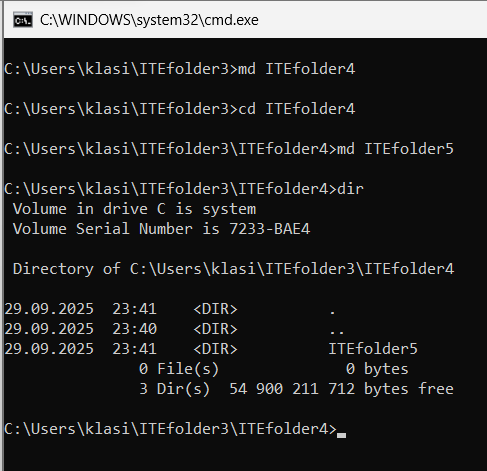 C:\WINDOWS\system32\cmd.exe
C:\Users\klasi\ITEfolder3>md ITEfolder4
C:\Users\klasi\ITEfolder3>cd ITEfolder4
C:\Users\klasi\ITEfolder3\ITEfolder4>md ITEfolder5
C:\Users\klasi\ITEfolder3\ITEfolder4>dir
 Volume in drive C is system
 Volume Serial Number is 7233-BAE4
 Directory of C:\Users\klasi\ITEfolder3\ITEfolder4
29.09.2025  23:41    <DIR>          .
29.09.2025  23:40    <DIR>          ..
29.09.2025  23:41    <DIR>          ITEfolder5
               0 File(s)              0 bytes
               3 Dir(s)  54 900 211 712 bytes free
C:\Users\klasi\ITEfolder3\ITEfolder4>